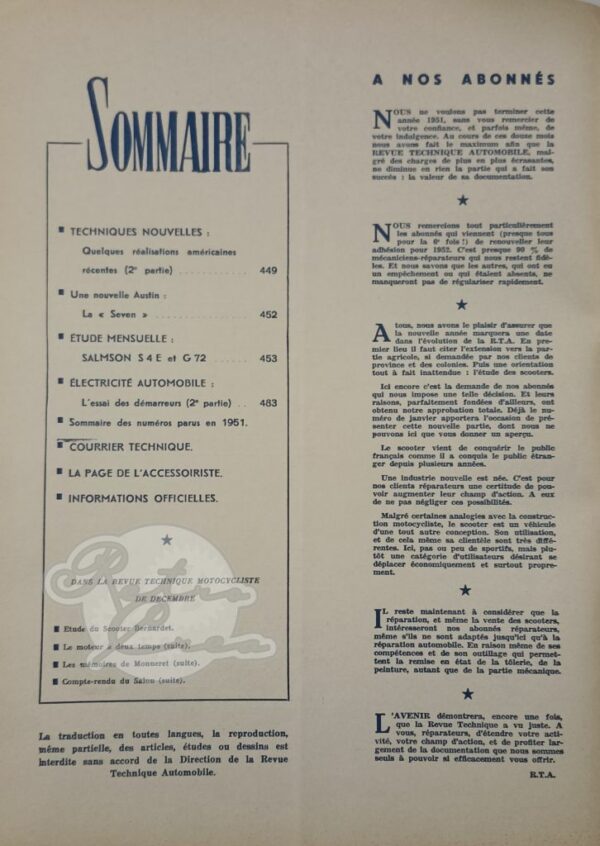 SOMMAIRE
TECHNIQUES NOUVELLES :
Quelques réalisations américaines
récentes (2e partie) .......... 449
Une nouvelle Austin :
La « Seven » .......... 452
ETUDE MENSUELLE :
SALMSON S 4 E et G 72 ...... 453
ÉLECTRICITÉ AUTOMOBILE :
L'essai des démarreurs (2e partie) .. 483
Sommaire des numéros parus en 1951.
COURRIER TECHNIQUE.
LA PAGE DE L'ACCESSOIRISTE.
INFORMATIONS OFFICIELLES.
DANS LA REVUE TECHNIQUE MOTOCYCLISTE
DE DECEMBRE
Etude du Scooter Bernardet.
Le moteur à deux temps (suite).
Les mémoires de Monneret (suite).
Compte-rendu du Salon (suite).
La traduction en toutes langues, la reproduction,
même partielle, des articles, études ou dessins est
interdite sans accord de la Direction de la Revue
Technique Automobile.
A NOS ABONNÉS
NOUS ne voulons pas terminer cette
année 1951, sans vous remercier de
votre confiance, et parfois même, de
votre indulgence. Au cours de ces douze mois
nous avons fait le maximum afin que la
REVUE TECHNIQUE AUTOMOBILE, mal-
gré des charges de plus en plus écrasantes,
ne diminue en rien la partie qui a fait son
succès : la valeur de sa documentation.
NOUS remercions tout particulièrement
les abonnés qui viennent (presque tous
pour la 6e fois !) de renouveller leur
adhésion pour 1952. C'est presque 90 % de
mécaniciens-réparateurs qui nous restent fidè-
les. Et nous savons que les autres, qui ont eu
un empêchement ou qui étaient absents, ne
manqueront pas de régulariser rapidement.
A tous, nous avons le plaisir d'assurer que
la nouvelle année marquera une date
dans l'évolution de la R.T.A. En pre-
mier lieu il faut citer l'extension vers la par-
tie agricole, si demandée par nos clients de
province et des colonies. Puis une orientation
tout à fait inattendue : l'étude des scooters.
Ici encore c'est la demande de nos abonnés
qui nous impose une telle décision. Et leurs
raisons, parfaitement fondées d'ailleurs, ont
obtenu notre approbation totale. Déjà le nu-
méro de janvier apportera l'occasion de pré-
senter cette nouvelle partie, dont nous ne
pouvons ici que vous donner un aperçu.
Le scooter vient de conquérir le public
français comme il a conquis le public étran-
ger depuis plusieurs années.
Une industrie nouvelle est née. C'est pour
nos clients réparateurs une certitude de pou-
voir augmenter leur champ d'action. A eux
de ne pas négliger ces possibilités.
Malgré certaines analogies avec la construc-
tion motocycliste, le scooter est un véhicule
d'une tout autre conception. Son utilisation,
et de cela même sa clientèle sont très diffé-
rentes. Ici, pas ou peu de sportifs, mais plu-
tôt une catégorie d'utilisateurs désirant se
déplacer économiquement et surtout propre-
ment.
IL reste maintenant à considérer que la
réparation, et même la vente des scooters,
intéresseront nos abonnés réparateurs,
même s'ils ne sont adaptés jusqu'ici qu'à la
réparation automobile. En raison même de ses
compétences et de son outillage qui permet-
tent la remise en état de la tôlerie, de la
peinture, autant que de la partie mécanique.
L'AVENIR démontrera, encore une fois,
que la Revue Technique a vu juste. A
vous, réparateurs, d'étendre votre acti-
vité, votre champ d'action, et de profiter lar-
gement de la documentation que nous sommes
seuls à pouvoir si efficacement vous offrir.
R.T.A.